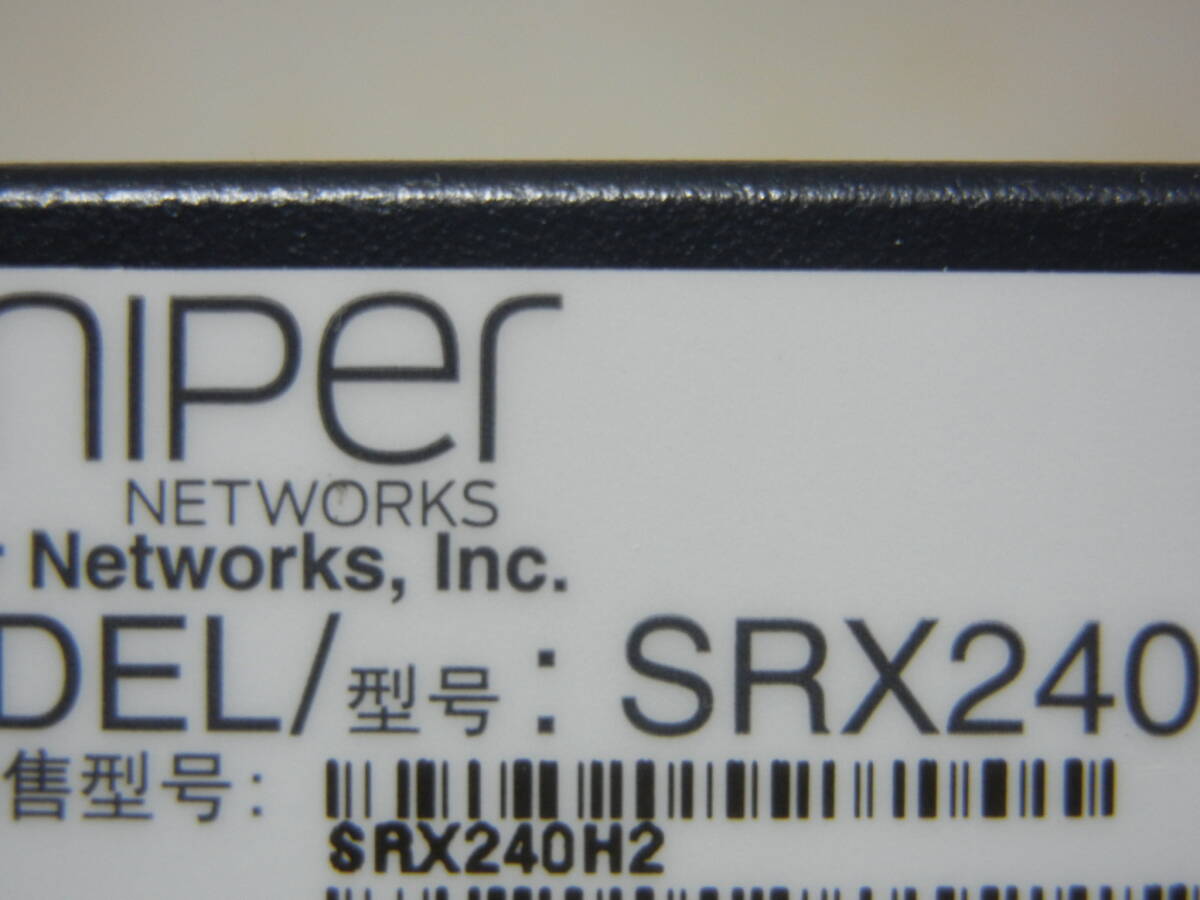 niper
NETWORKS
r Networks, Inc.
DEL/型号: SRX240
售型号:
SRX240H2